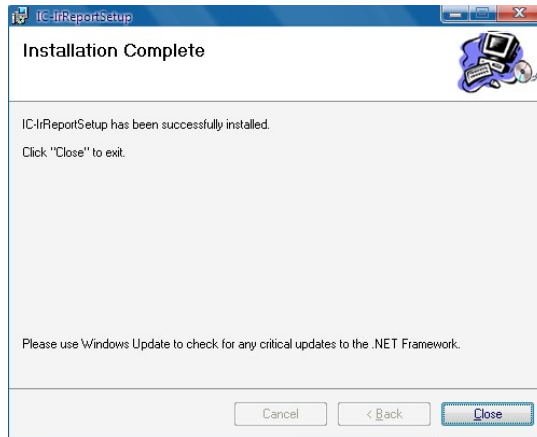 IC-IrReportSetup
Installation Complete
IC-IrReportSetup has been successfully installed.
Click "Close" to exit.
Please use Windows Update to check for any critical updates to the .NET Framework.
Cancel < Back Close